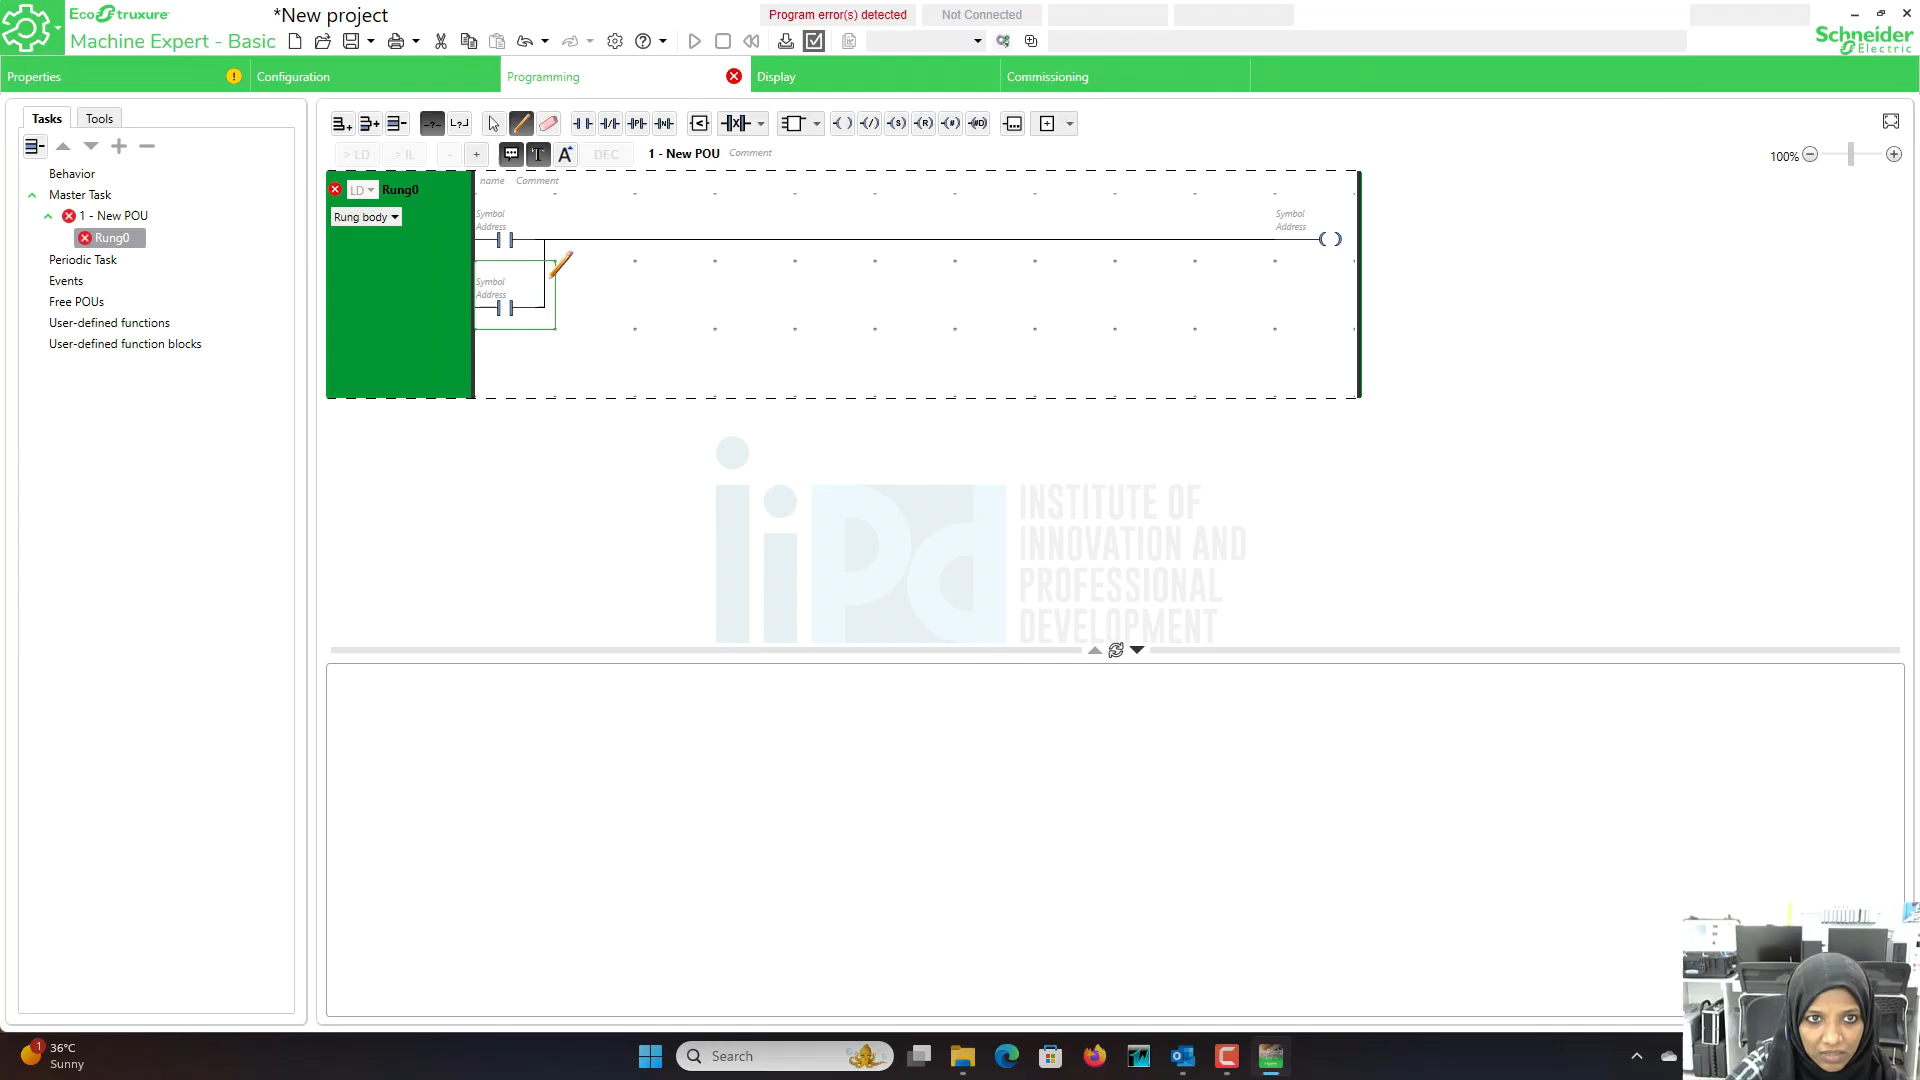 EcoStruxure
Machine Expert - Basic
*New project
Program error(s) detected
Not Connected
Schneider
Electric
Properties
Configuration
Programming
Display
Commissioning
Tasks
Tools
Behavior
Master Task
1 - New POU
Rung0
Periodic Task
Events
Free POUs
User-defined functions
User-defined function blocks
> LD
> IL
-
+
T
A
DEC
1 - New POU
Comment
100%
LD
Rung0
name
Comment
Rung body
Symbol
Address
Symbol
Address
Symbol
Address
iiPd
INSTITUTE OF
INNOVATION AND
PROFESSIONAL
DEVELOPMENT
1
36°C
Sunny
Search